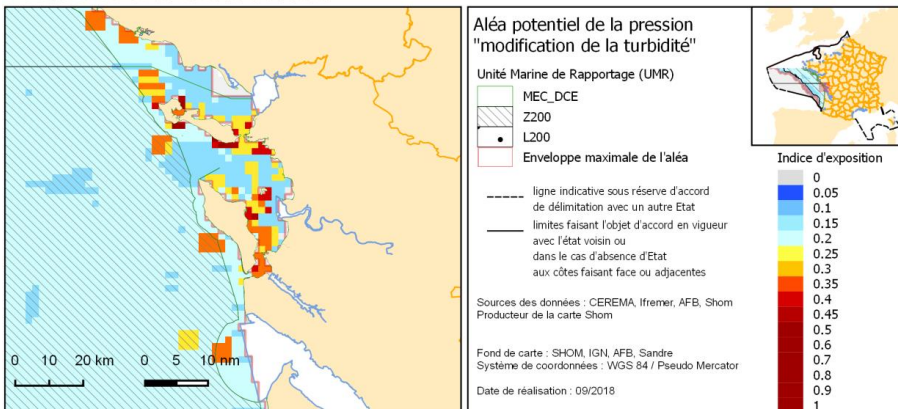 Aléa potentiel de la pression
"modification de la turbidité"
Unité Marine de Rapportage (UMR)
MEC_DCE
Z200
L200
Enveloppe maximale de l'aléa
ligne indicative sous réserve d'accord
de délimitation avec un autre Etat
limites faisant l'objet d'accord en vigueur
avec l'état voisin ou
dans le cas d'absence d'Etat
aux côtes faisant face ou adjacentes
Sources des données : CEREMA, Ifremer, AFB, Shom
Producteur de la carte Shom
Fond de carte : SHOM, IGN, AFB, Sandre
Système de coordonnées : WGS 84 / Pseudo Mercator
Date de réalisation : 09/2018
Indice d'exposition
0
0.05
0.1
0.15
0.2
0.25
0.3
0.35
0.4
0.45
0.5
0.6
0.7
0.8
0.9
1
0 10 20 km
0 5 10 nm